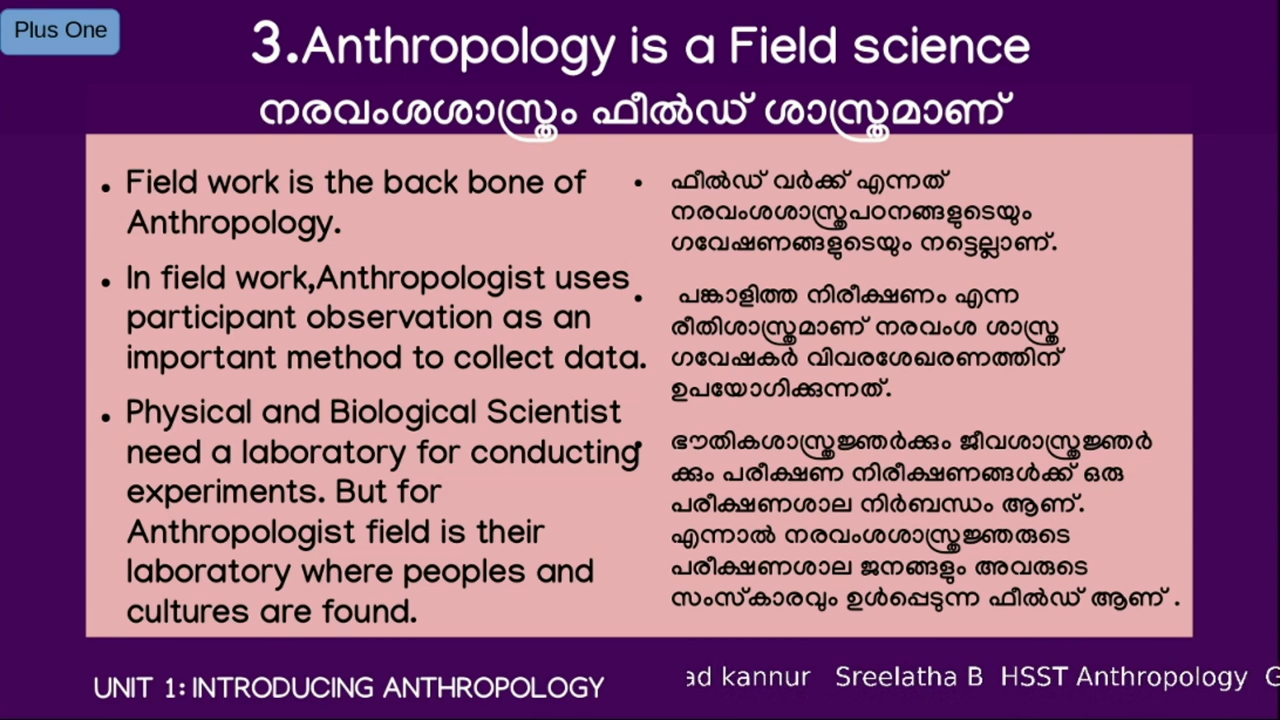 Plus One
3.Anthropology is a Field science
നരവംശശാസ്ത്രം ഫീൽഡ് ശാസ്ത്രമാണ്
• Field work is the back bone of
Anthropology.
• In field work,Anthropologist uses
participant observation as an
important method to collect data.
• Physical and Biological Scientist
need a laboratory for conducting
experiments. But for
Anthropologist field is their
laboratory where peoples and
cultures are found.
• ഫീൽഡ് വർക്ക് എന്നത്
നരവംശശാസ്ത്രപഠനങ്ങളുടെയും
ഗവേഷണങ്ങളുടെയും നട്ടെല്ലാണ്.
• പങ്കാളിത്ത നിരീക്ഷണം എന്ന
രീതിശാസ്ത്രമാണ് നരവംശ ശാസ്ത്ര
ഗവേഷകർ വിവരശേഖരണത്തിന്
ഉപയോഗിക്കുന്നത്.
• ഭൗതികശാസ്ത്രജ്ഞർക്കും ജീവശാസ്ത്രജ്ഞർ
ക്കും പരീക്ഷണ നിരീക്ഷണങ്ങൾക്ക് ഒരു
പരീക്ഷണശാല നിർബന്ധം ആണ്.
എന്നാൽ നരവംശശാസ്ത്രജ്ഞരുടെ
പരീക്ഷണശാല ജനങ്ങളും അവരുടെ
സംസ്കാരവും ഉൾപ്പെടുന്ന ഫീൽഡ് ആണ് .
UNIT 1: INTRODUCING ANTHROPOLOGY
ad kannur Sreelatha B HSST Anthropology G